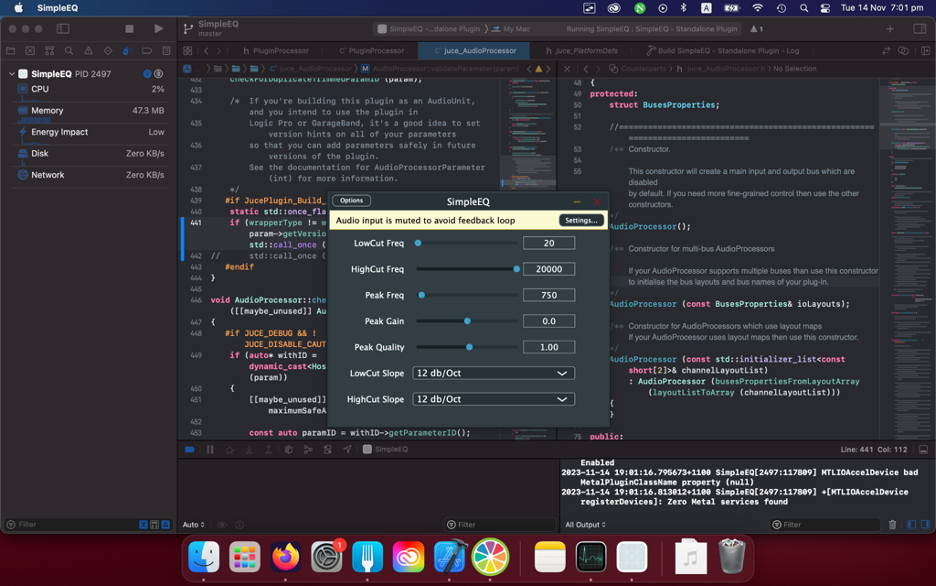 SimpleEQ
A
Tue 14 Nov 7:01 pm
SimpleEQ
master
SimpleEQ - ...dalone Plugin
My Mac
Running SimpleEQ : SimpleEQ - Standalone Plugin
1
h PluginProcessor
C PluginProcessor
juce_AudioProcessor
h juce_PlatformDefs
Build SimpleEQ - Standalone Plugin - Log
SimpleEQ PID 2497
CPU 2%
Memory 47.3 MB
Energy Impact Low
Disk Zero KB/s
Network Zero KB/s
juce_AudioProcessor
AudioProcessor::validateParameter(param)
Counterparts
h juce_AudioProcessor.h
No Selection
432 checkForDuplicateTrimmedParamID (param);
433
434 /* If you're building this plugin as an AudioUnit,
and you intend to use the plugin in
435 Logic Pro or GarageBand, it's a good idea to set
version hints on all of your parameters
436 so that you can add parameters safely in future
versions of the plugin.
437 See the documentation for AudioProcessorParameter
(int) for more information.
438 */
439 #if JucePlugin_Build_
440 static std::once_fla
441 if (wrapperType != w
param->getVersi
std::call_once (
442 // std::call_once (
443 #endif
444 }
445
446 void AudioProcessor::che
([[maybe_unused]] Au
447 {
448 #if JUCE_DEBUG && !
JUCE_DISABLE_CAUT
449 if (auto* withID =
dynamic_cast<Hos
(param))
450 {
451 [[maybe_unused]]
maximumSafeA
452
453 const auto paramID = withID->getParameterID();
48 {
49 protected:
50 struct BusesProperties;
51
52 //==============================================
======================
53 /** Constructor.
54
55 This constructor will create a main input and output bus which are
disabled
by default. If you need more fine-grained control then use the other
constructors.
*/
AudioProcessor();
/** Constructor for multi-bus AudioProcessors
If your AudioProcessor supports multiple buses than use this constructor
to initialise the bus layouts and bus names of your plug-in.
*/
AudioProcessor (const BusesProperties& ioLayouts);
/** Constructor for AudioProcessors which use layout maps
If your AudioProcessor uses layout maps then use this constructor.
*/
AudioProcessor (const std::initializer_list<const
short[2]>& channelLayoutList)
: AudioProcessor (busesPropertiesFromLayoutArray
(layoutListToArray (channelLayoutList)))
{
}
75 public:
Options
SimpleEQ
Audio input is muted to avoid feedback loop
Settings...
LowCut Freq 20
HighCut Freq 20000
Peak Freq 750
Peak Gain 0.0
Peak Quality 1.00
LowCut Slope 12 db/Oct
HighCut Slope 12 db/Oct
SimpleEQ
Line: 441 Col: 112
Enabled
2023-11-14 19:01:16.795673+1100 SimpleEQ[2497:117809] MTLIOAccelDevice bad
MetalPluginClassName property (null)
2023-11-14 19:01:16.813012+1100 SimpleEQ[2497:117809] +[MTLIOAccelDevice
registerDevices]: Zero Metal services found
Filter
Auto
Filter
All Output
Filter
1